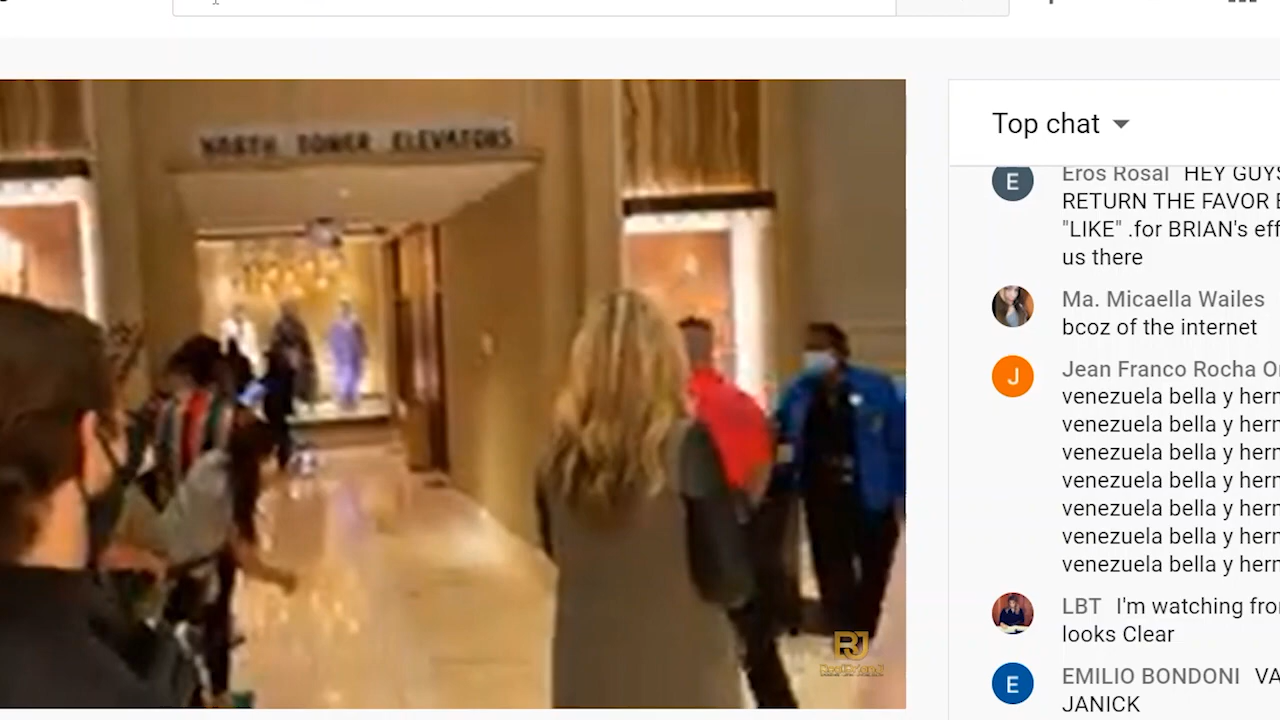 NORTH TOWER ELEVATORS
RJ
Top chat
E Eros Rosal HEY GUYS
RETURN THE FAVOR
"LIKE" .for BRIAN's
us there
Ma. Micaella Wailes
bcoz of the internet
J Jean Franco Rocha
venezuela bella y
venezuela bella y
venezuela bella y
venezuela bella y
venezuela bella y
venezuela bella y
venezuela bella y
LBT I'm watching
looks Clear
E EMILIO BONDONI
JANICK